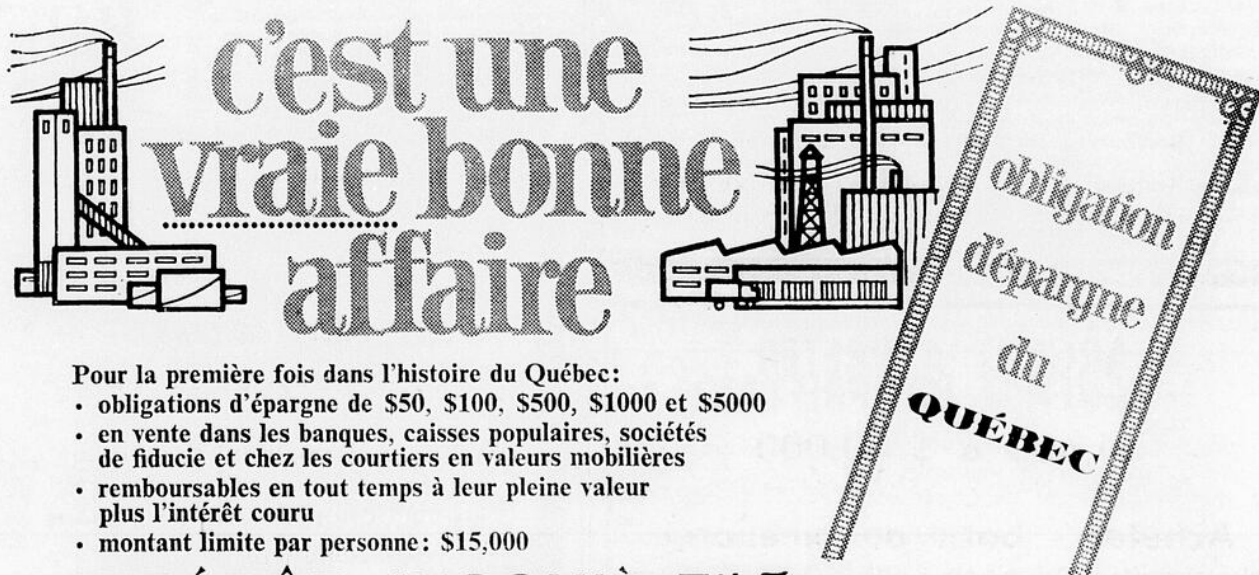 c'est une
vraie bonne
affaire
obligation
d'épargne
du
QUÉBEC
Pour la première fois dans l'histoire du Québec:
• obligations d'épargne de $50, $100, $500, $1000 et $5000
• en vente dans les banques, caisses populaires, sociétés
de fiducie et chez les courtiers en valeurs mobilières
• remboursables en tout temps à leur pleine valeur
plus l'intérêt couru
• montant limite par personne: $15,000